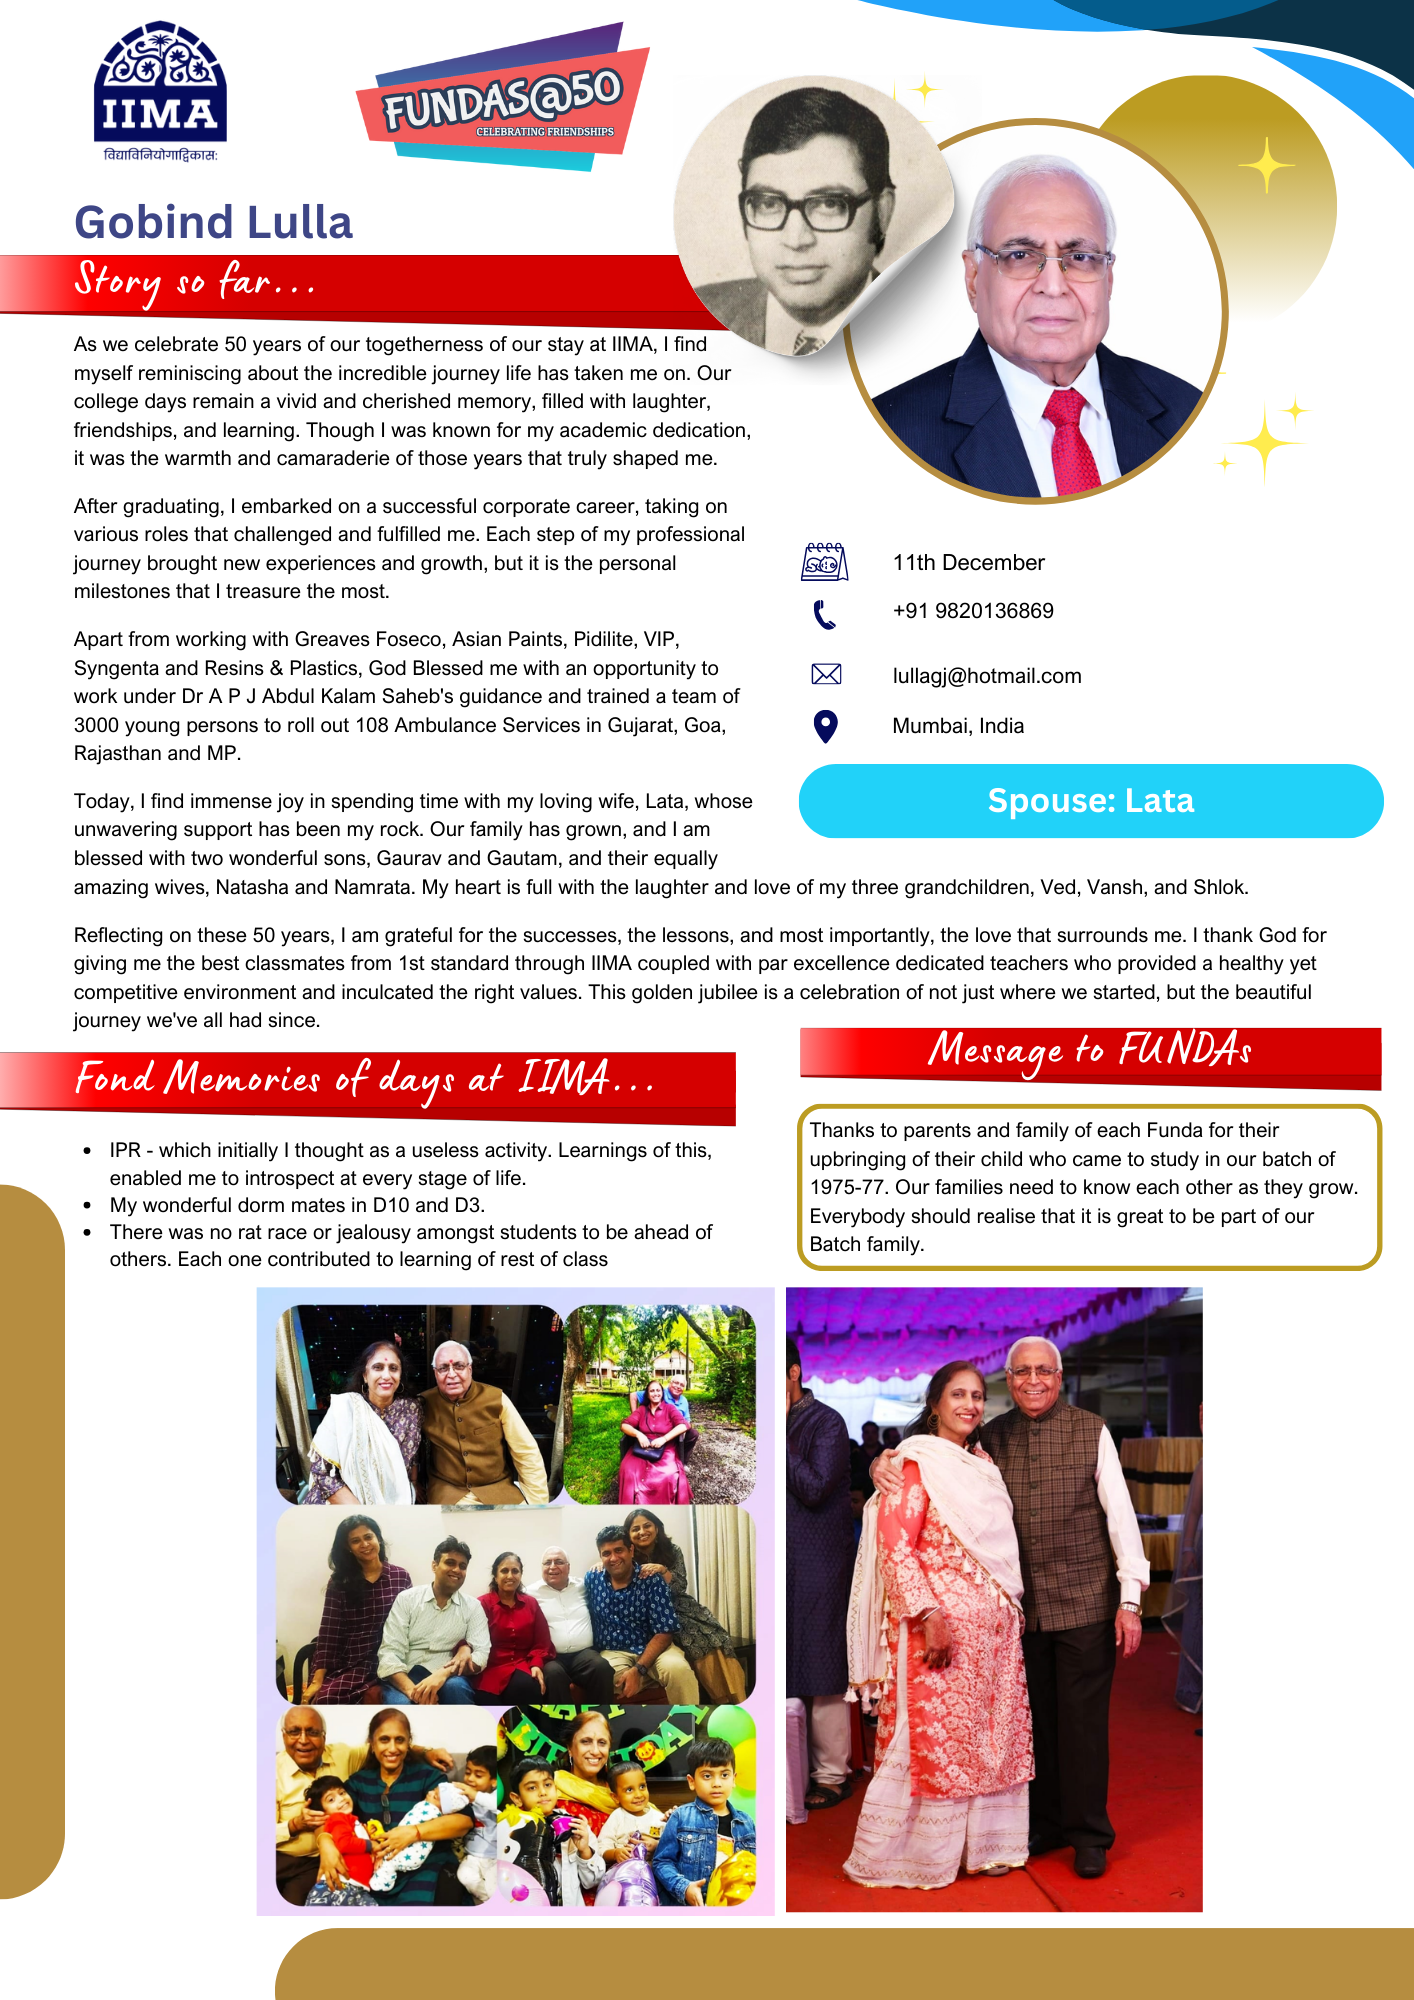 IIMA
विद्याविनियोगाद्विकासः
FUNDAS@50
CELEBRATING FRIENDSHIPS
Gobind Lulla
Story so far...
As we celebrate 50 years of our togetherness of our stay at IIMA, I find
myself reminiscing about the incredible journey life has taken me on. Our
college days remain a vivid and cherished memory, filled with laughter,
friendships, and learning. Though I was known for my academic dedication,
it was the warmth and camaraderie of those years that truly shaped me.
After graduating, I embarked on a successful corporate career, taking on
various roles that challenged and fulfilled me. Each step of my professional
journey brought new experiences and growth, but it is the personal
milestones that I treasure the most.
Apart from working with Greaves Foseco, Asian Paints, Pidilite, VIP,
Syngenta and Resins & Plastics, God Blessed me with an opportunity to
work under Dr A P J Abdul Kalam Saheb's guidance and trained a team of
3000 young persons to roll out 108 Ambulance Services in Gujarat, Goa,
Rajasthan and MP.
Today, I find immense joy in spending time with my loving wife, Lata, whose
unwavering support has been my rock. Our family has grown, and I am
blessed with two wonderful sons, Gaurav and Gautam, and their equally
amazing wives, Natasha and Namrata. My heart is full with the laughter and love of my three grandchildren, Ved, Vansh, and Shlok.
Reflecting on these 50 years, I am grateful for the successes, the lessons, and most importantly, the love that surrounds me. I thank God for
giving me the best classmates from 1st standard through IIMA coupled with par excellence dedicated teachers who provided a healthy yet
competitive environment and inculcated the right values. This golden jubilee is a celebration of not just where we started, but the beautiful
journey we've all had since.
11th December
+91 9820136869
lullagj@hotmail.com
Mumbai, India
Spouse: Lata
Fond Memories of days at IIMA...
• IPR - which initially I thought as a useless activity. Learnings of this,
enabled me to introspect at every stage of life.
• My wonderful dorm mates in D10 and D3.
• There was no rat race or jealousy amongst students to be ahead of
others. Each one contributed to learning of rest of class
Message to FUNDAs
Thanks to parents and family of each Funda for their
upbringing of their child who came to study in our batch of
1975-77. Our families need to know each other as they grow.
Everybody should realise that it is great to be part of our
Batch family.